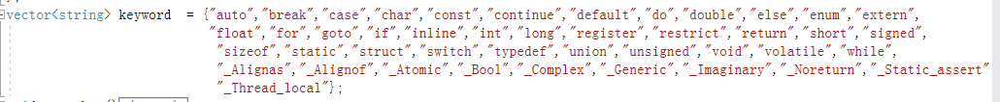 vector<string> keyword = {"auto","break","case","char","const","continue","default","do","double","else","enum","extern",
"float","for","goto","if","inline","int","long","register","restrict","return","short","signed",
"sizeof","static","struct","switch","typedef","union","unsigned","void","volatile","while",
"_Alignas","_Alignof","_Atomic","_Bool","_Complex","_Generic","_Imaginary","_Noreturn","_Static_assert"
"_Thread_local"};